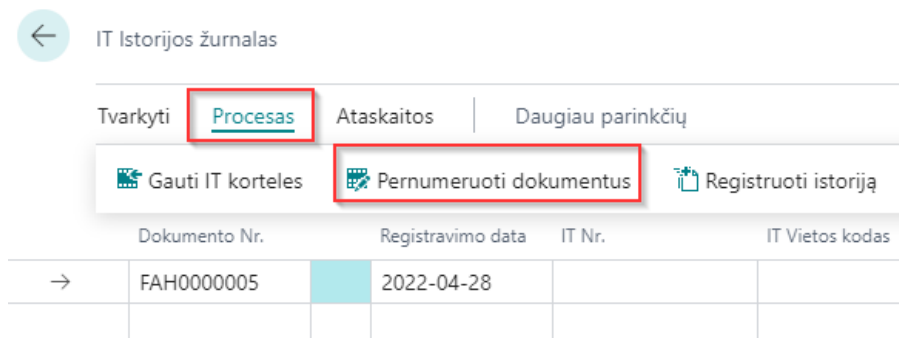 IT Istorijos žurnalas
Tvarkyti Procesas Ataskaitos Daugiau parinkčių
Gauti IT korteles Pernumeruoti dokumentus Registruoti istoriją
Dokumento Nr. Registravimo data IT Nr. IT Vietos kodas
FAH0000005 2022-04-28